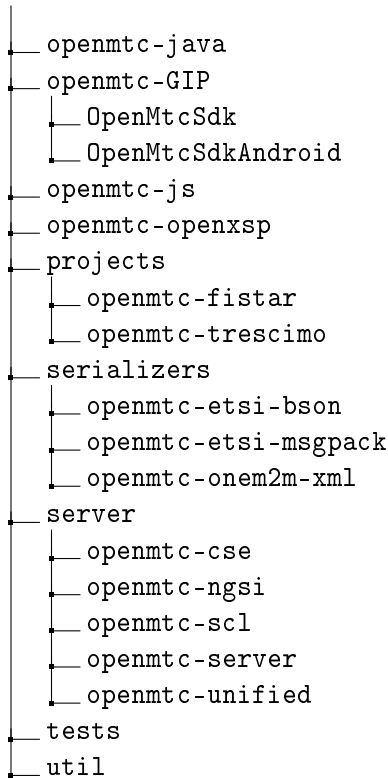 openmtc-java
openmtc-GIP
OpenMtcSdk
OpenMtcSdkAndroid
openmtc-js
openmtc-openxsp
projects
openmtc-fistar
openmtc-trescimo
serializers
openmtc-etsi-bson
openmtc-etsi-msgpack
openmtc-onem2m-xml
server
openmtc-cse
openmtc-ngsi
openmtc-scl
openmtc-server
openmtc-unified
tests
util